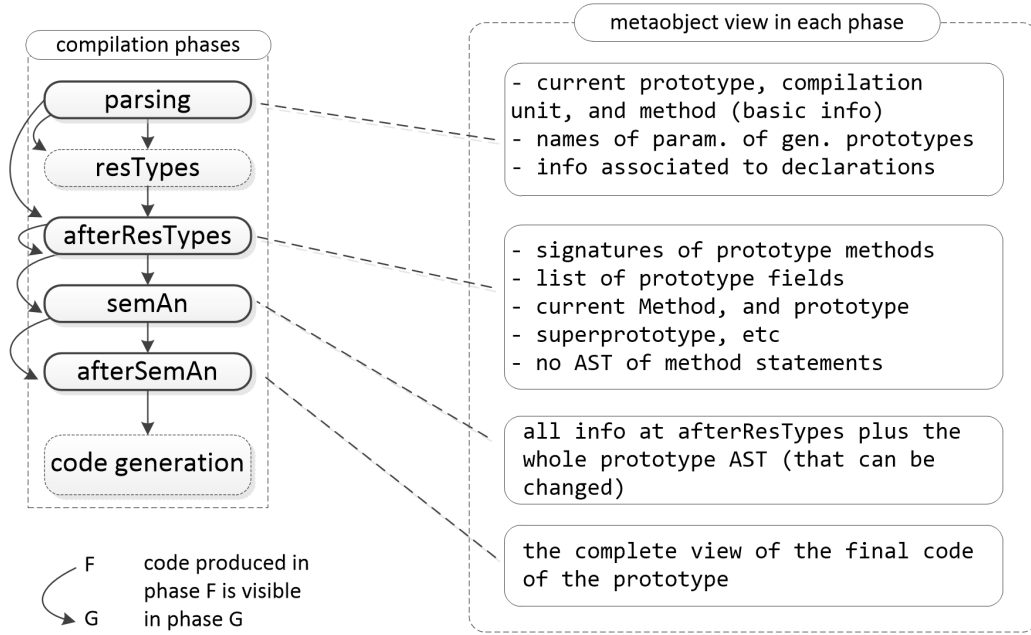 compilation phases
parsing
resTypes
afterResTypes
semAn
afterSemAn
code generation
F
G
code produced in
phase F is visible
in phase G
metaobject view in each phase
- current prototype, compilation
unit, and method (basic info)
- names of param. of gen. prototypes
- info associated to declarations
- signatures of prototype methods
- list of prototype fields
- current Method, and prototype
- superprototype, etc
- no AST of method statements
all info at afterResTypes plus the
whole prototype AST (that can be
changed)
the complete view of the final code
of the prototype